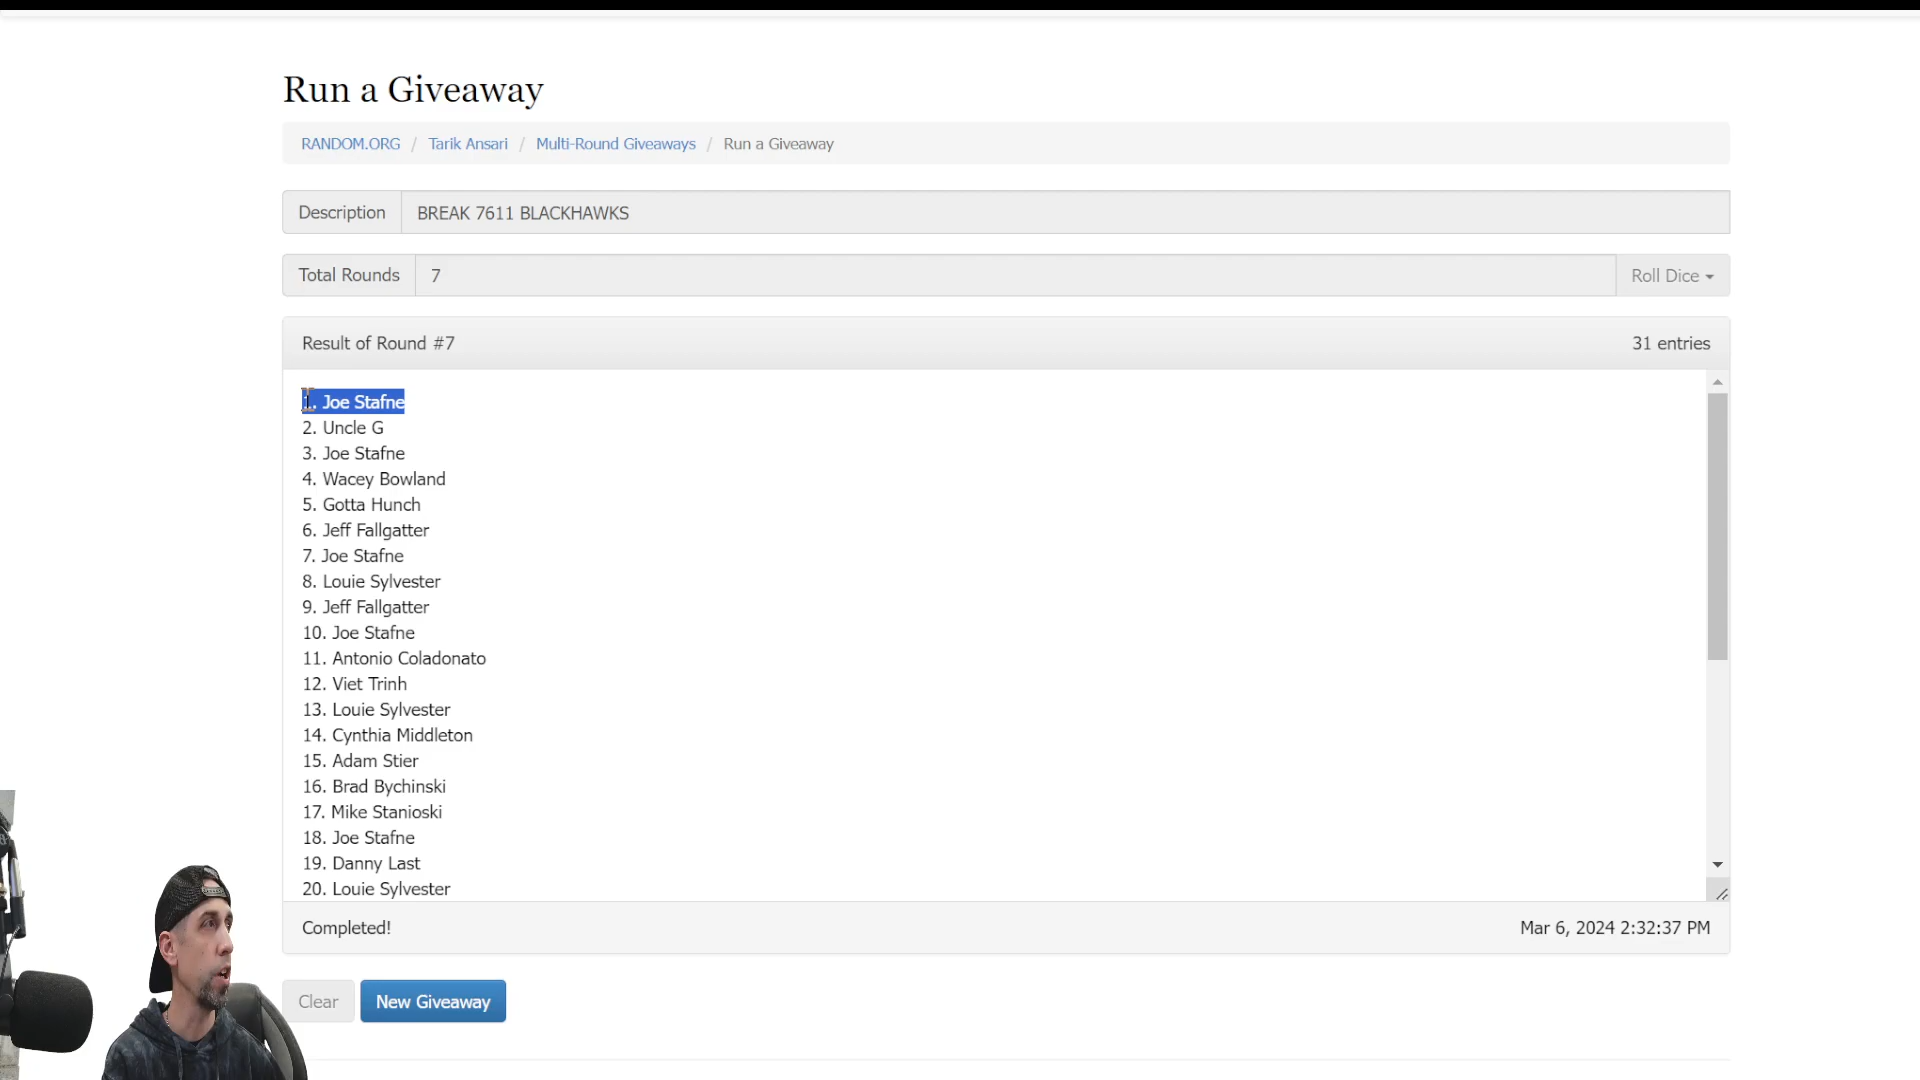 Run a Giveaway
RANDOM.ORG / Tarik Ansari / Multi-Round Giveaways / Run a Giveaway
Description BREAK 7611 BLACKHAWKS
Total Rounds 7 Roll Dice
Result of Round #7 31 entries
1. Joe Stafne
2. Uncle G
3. Joe Stafne
4. Wacey Bowland
5. Gotta Hunch
6. Jeff Fallgatter
7. Joe Stafne
8. Louie Sylvester
9. Jeff Fallgatter
10. Joe Stafne
11. Antonio Coladonato
12. Viet Trinh
13. Louie Sylvester
14. Cynthia Middleton
15. Adam Stier
16. Brad Bychinski
17. Mike Stanioski
18. Joe Stafne
19. Danny Last
20. Louie Sylvester
Completed! Mar 6, 2024 2:32:37 PM
Clear New Giveaway